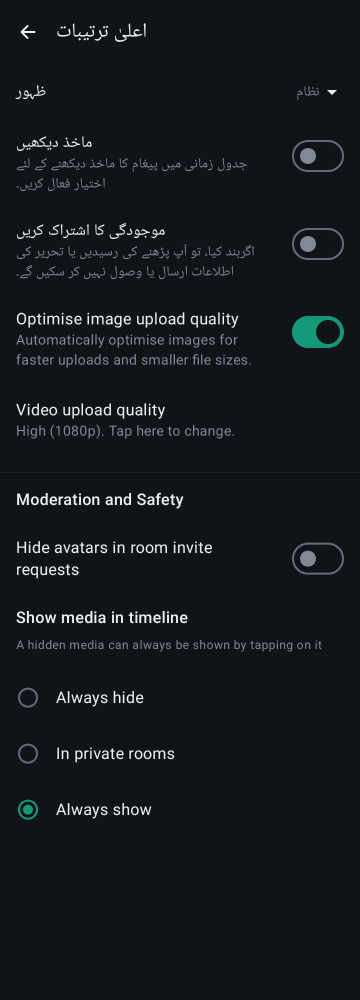 اعلیٰ ترتیبات
ظہور
نظام
ماخذ دیکھیں
جدول زمانی میں پیغام کا ماخذ دیکھنے کے لئے
اختیار فعال کریں۔
موجودگی کا اشتراک کریں
اگربند کیا، تو آپ پڑھنے کی رسیدیں یا تحریر کی
اطلاعات ارسال یا وصول نہیں کر سکیں گے۔
Optimise image upload quality
Automatically optimise images for
faster uploads and smaller file sizes.
Video upload quality
High (1080p). Tap here to change.
Moderation and Safety
Hide avatars in room invite
requests
Show media in timeline
A hidden media can always be shown by tapping on it
Always hide
In private rooms
Always show